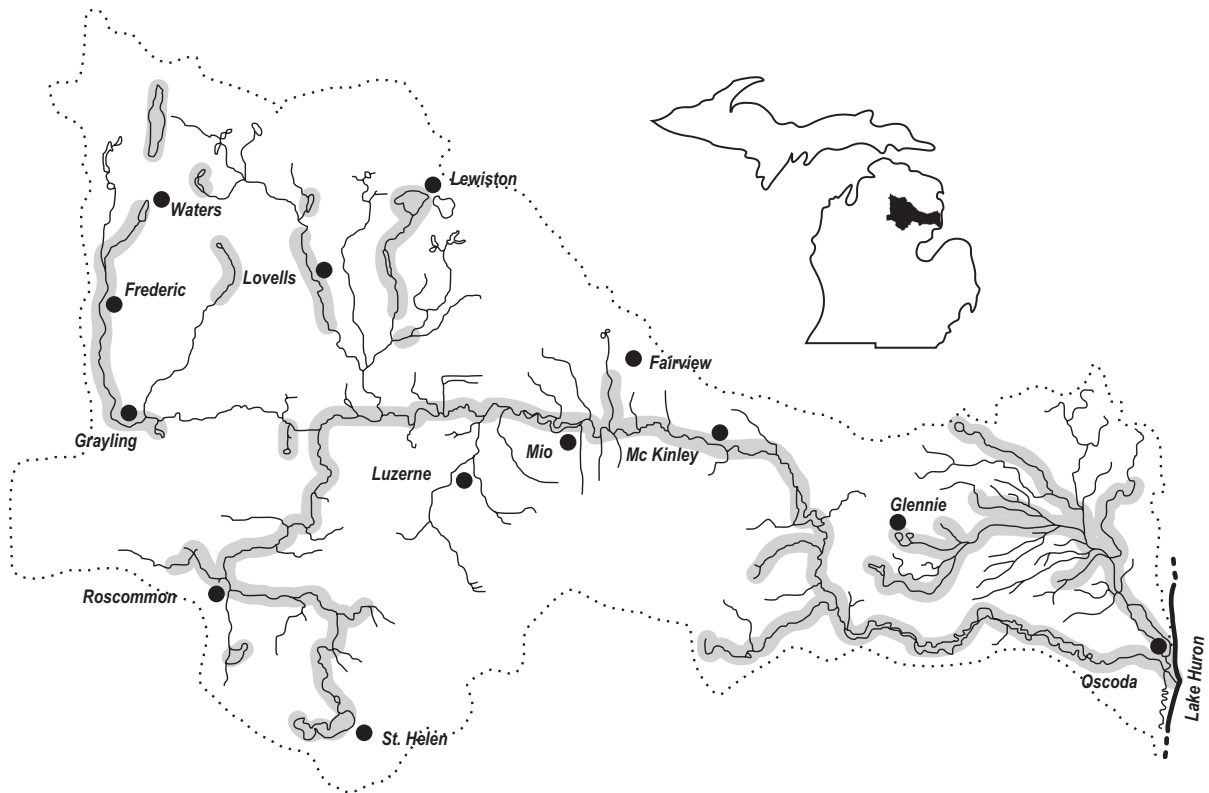 Lewiston
Waters
Lovells
Frederic
Fairview
Grayling
Mio
Mc Kinley
Luzerne
Glennie
Roscommon
Oscoda
Lake Huron
St. Helen